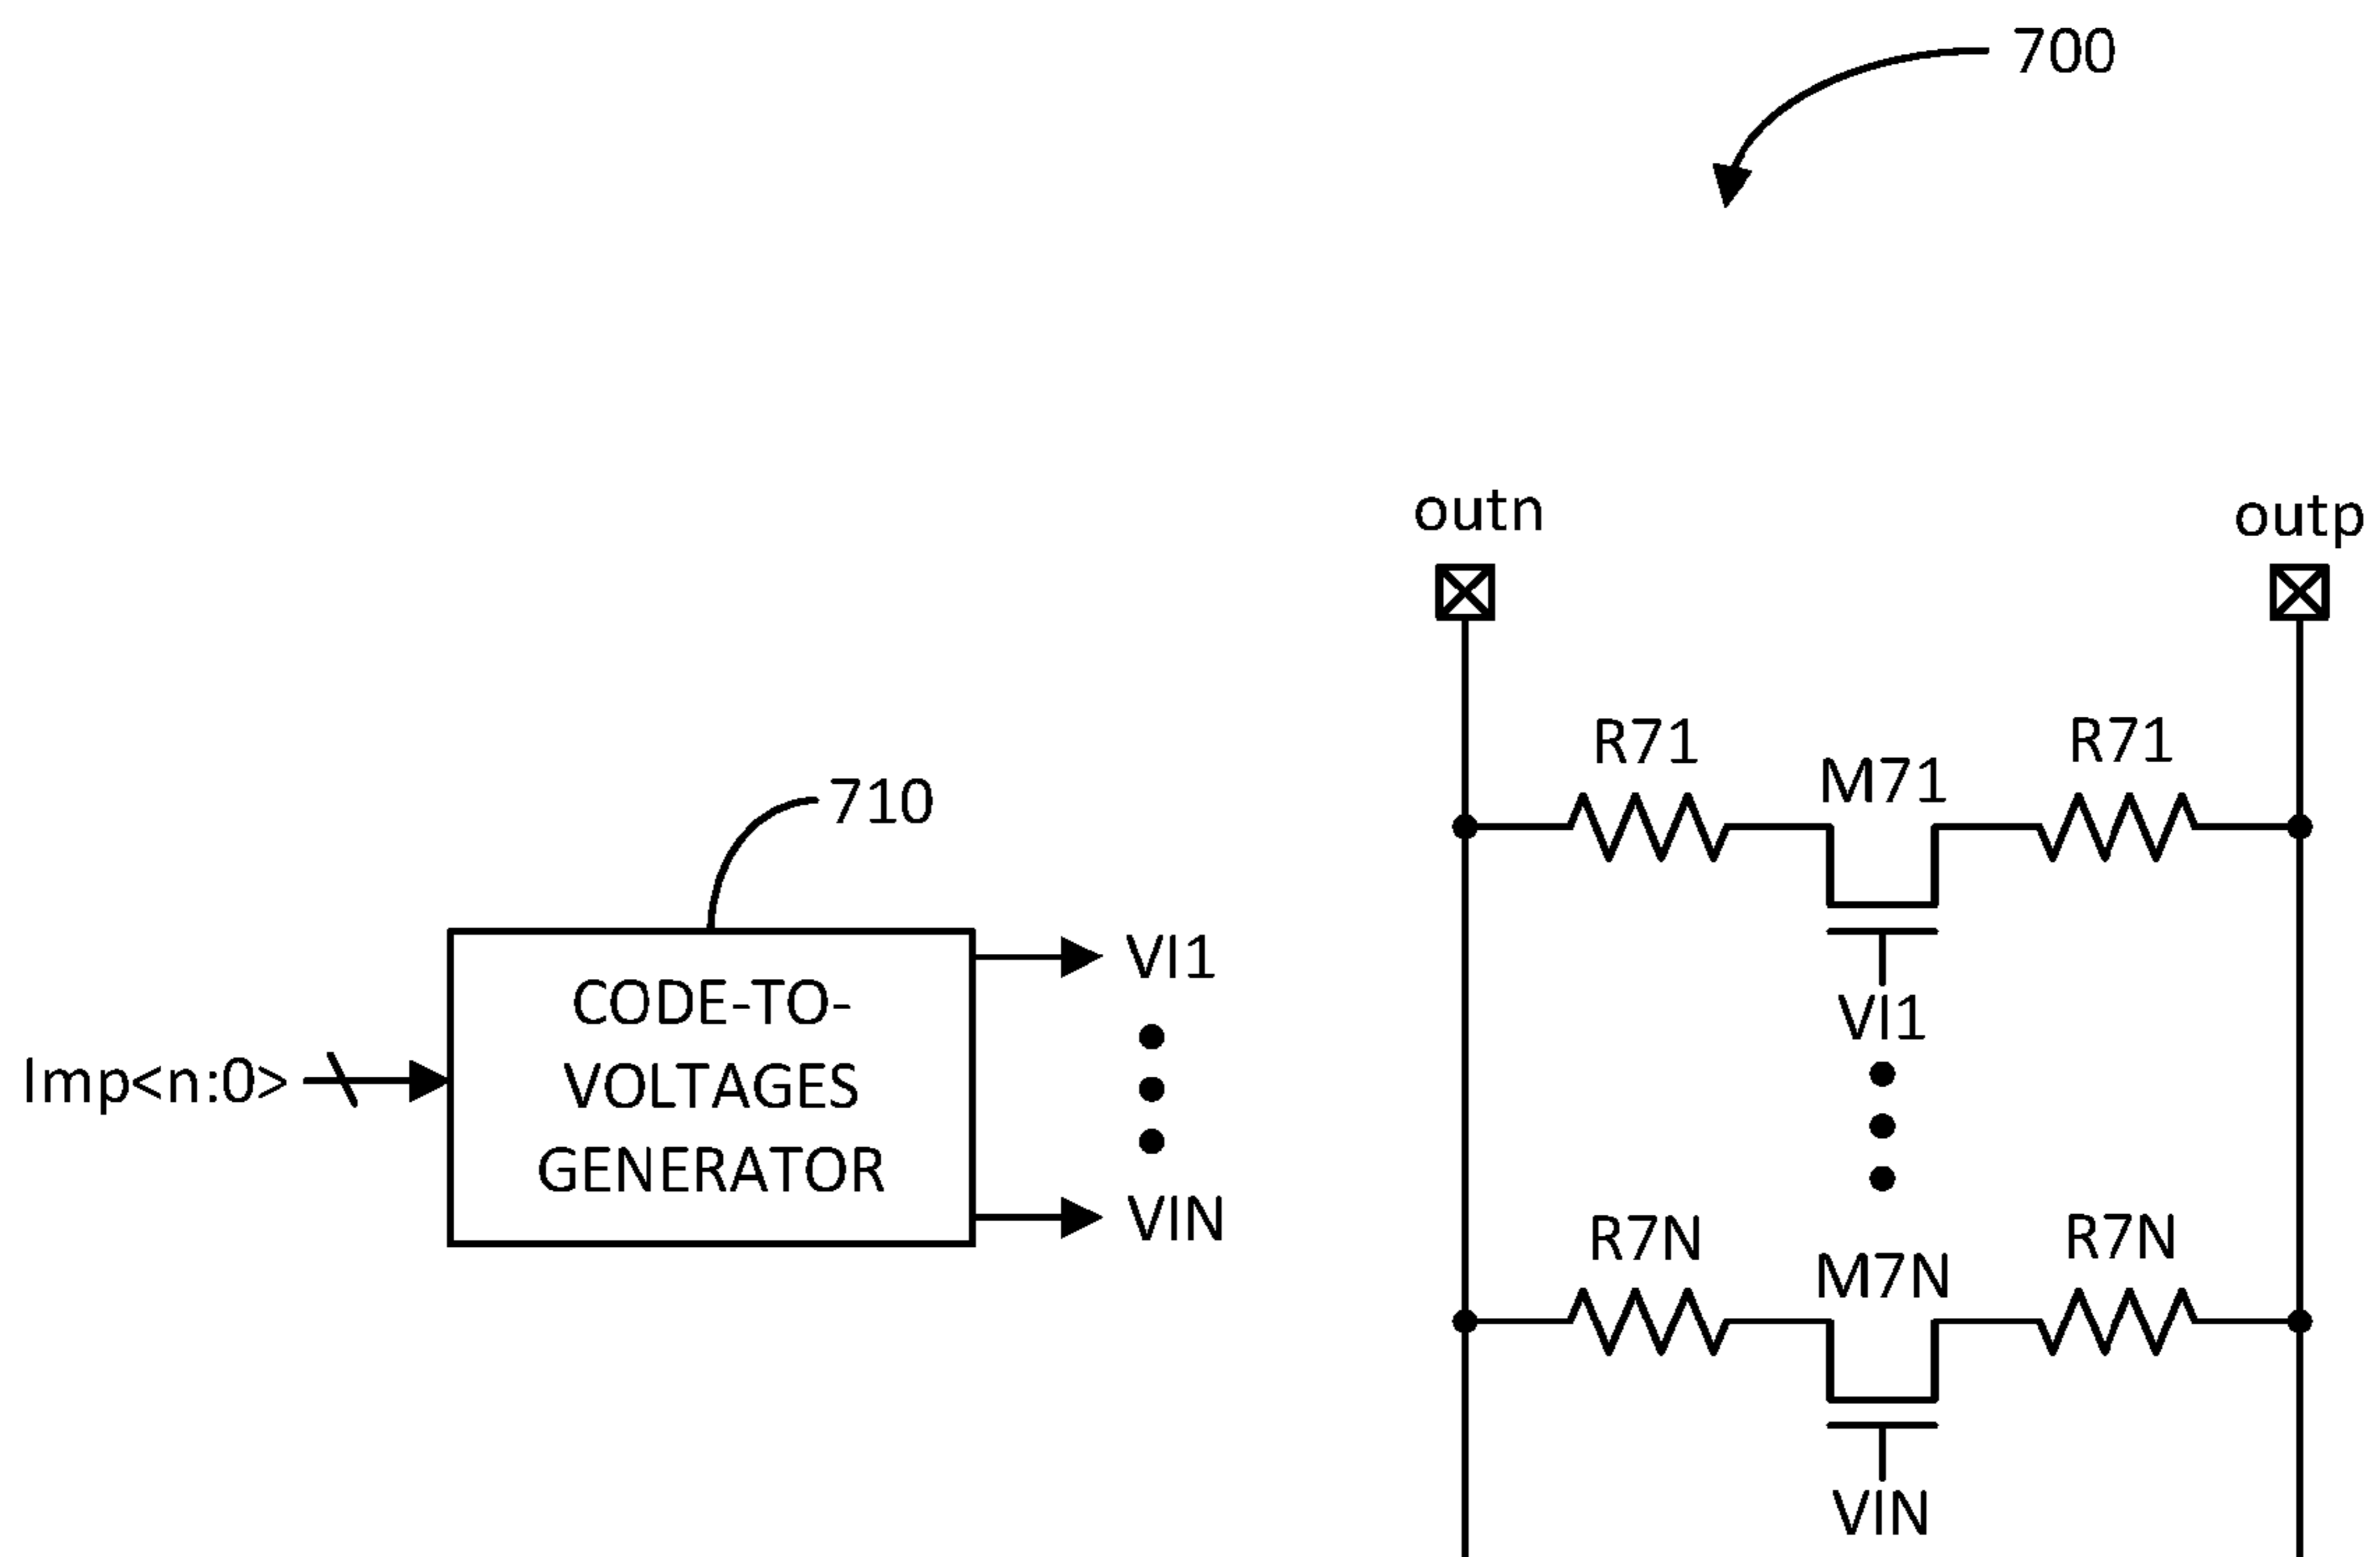 700
outn
outp
R71
M71
R71
710
VI1
CODE-TO-
VOLTAGES
GENERATOR
Imp<n:0>
VI1
VIN
R7N
M7N
R7N
VIN